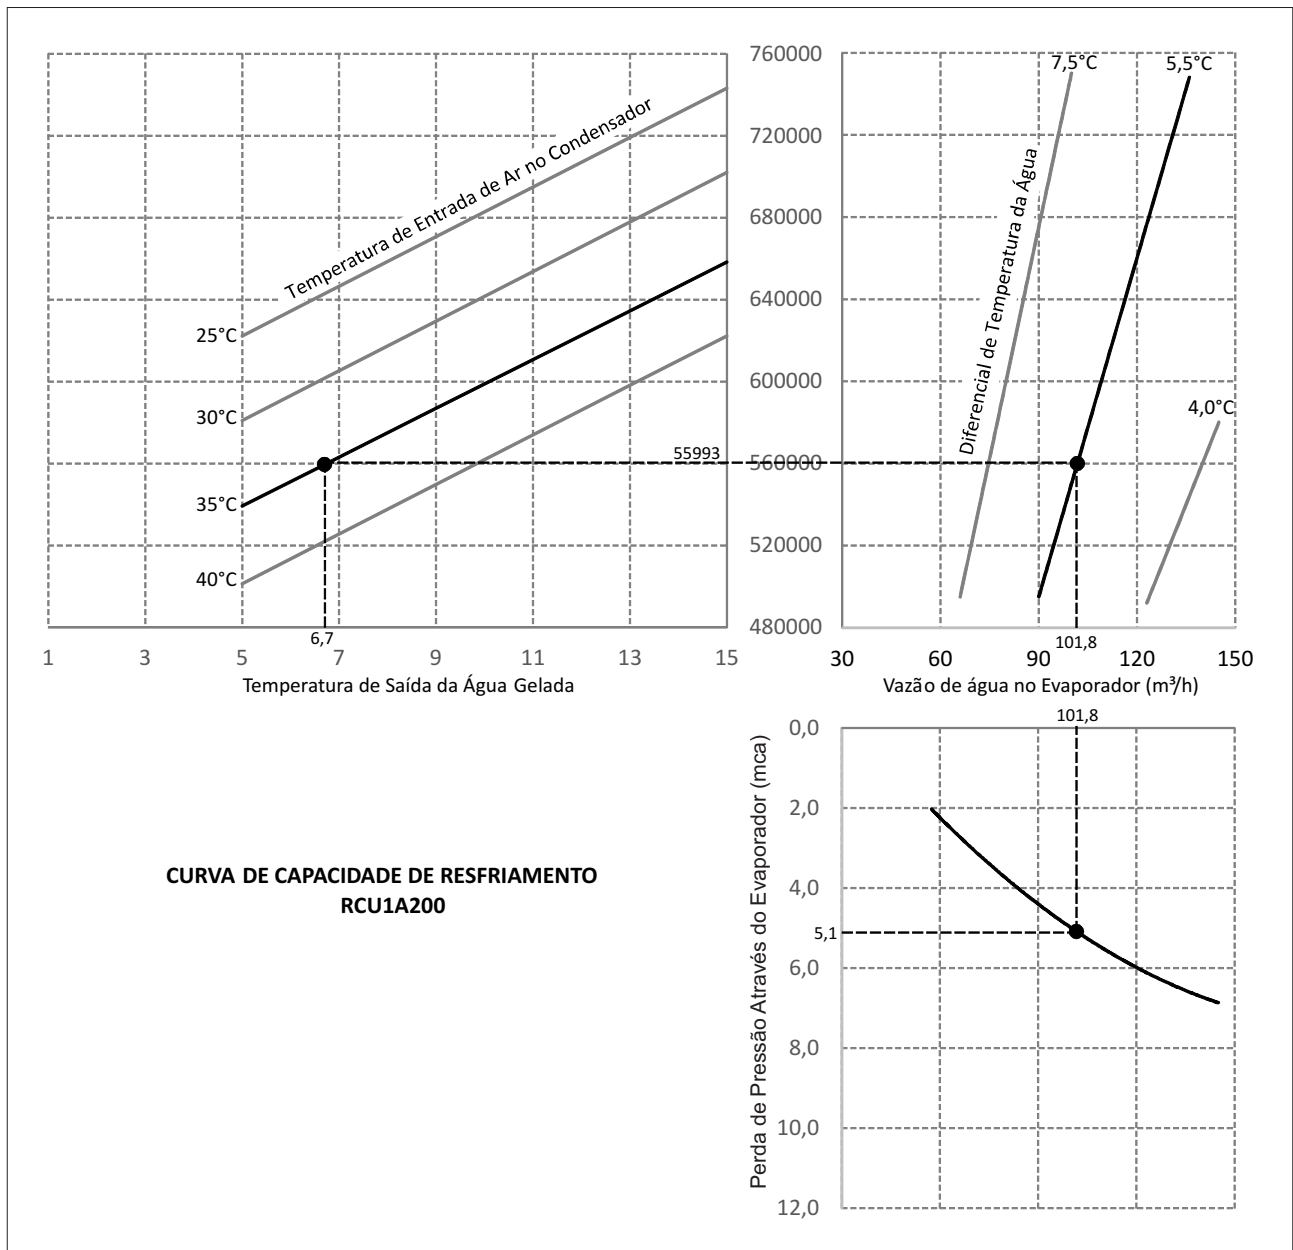 760000
720000
680000
640000
600000
560000
520000
480000
Temperatura de Entrada de Ar no Condensador
25°C
30°C
35°C
40°C
55993
6,7
1 3 5 7 9 11 13 15
Temperatura de Saída da Água Gelada
7,5°C
5,5°C
4,0°C
Diferencial de Temperatura da Água
101,8
30 60 90 120 150
Vazão de água no Evaporador (m³/h)
101,8
0,0
2,0
4,0
5,1
6,0
8,0
10,0
12,0
Perda de Pressão Através do Evaporador (mca)
CURVA DE CAPACIDADE DE RESFRIAMENTO
RCU1A200